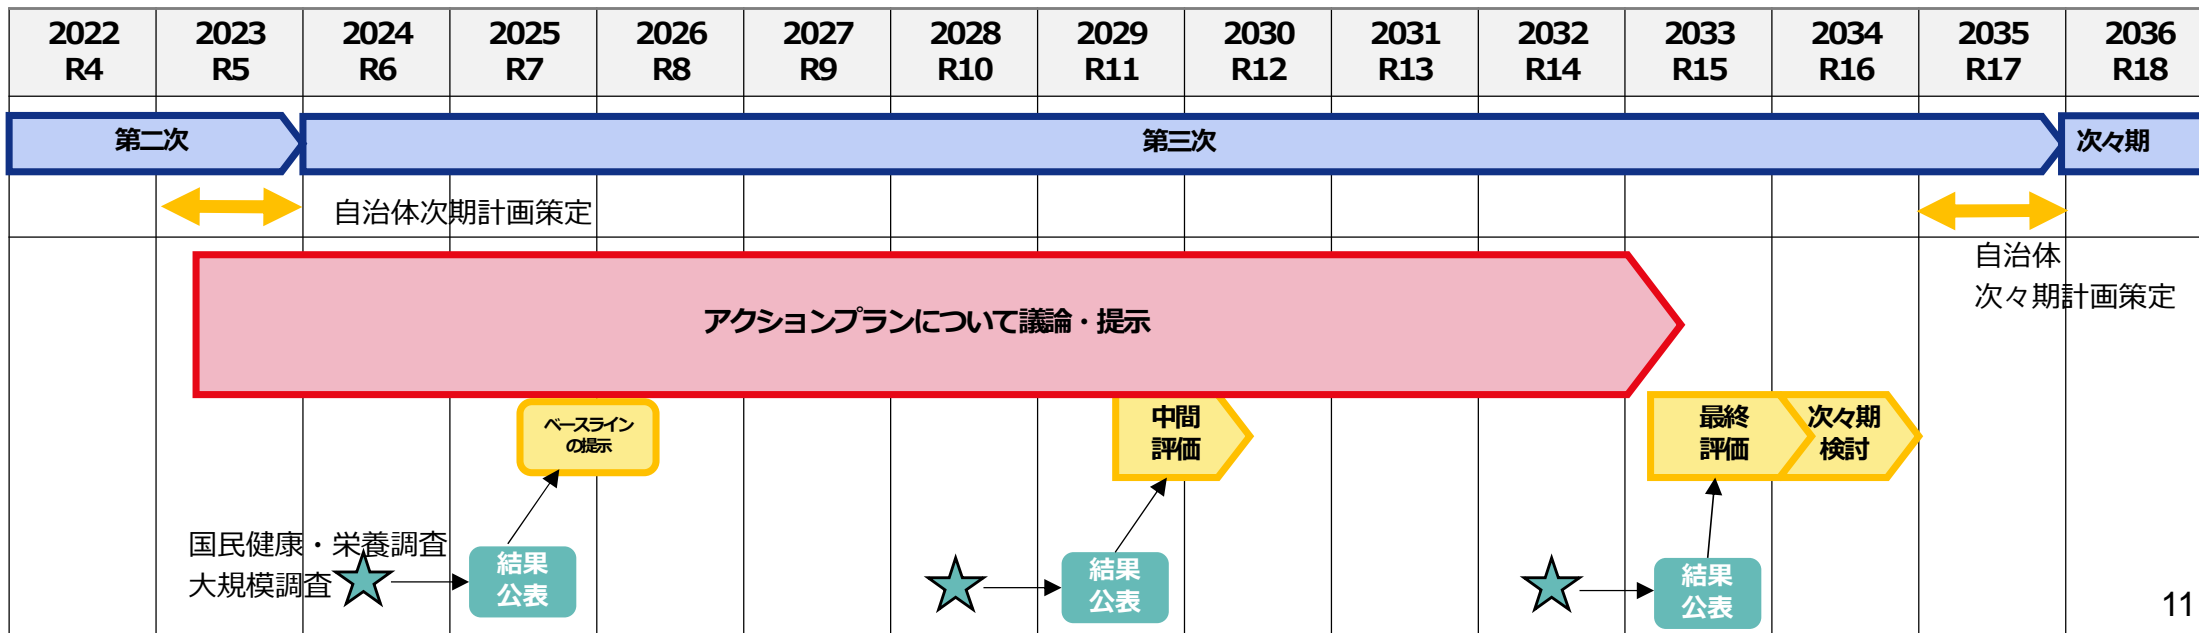 2022 2023 2024 2025 2026 2027 2028 2029 2030 2031 2032 2033 2034 2035 2036
R4 R5 R6 R7 R8 R9 R10 R11 R12 R13 R14 R15 R16 R17 R18
第二次 第三次 次々期
自治体次期計画策定
自治体
次々期計画策定
アクションプランについて議論・提示
ベースライン
の提示
中間
評価
最終
評価
次々期
検討
国民健康・栄養調査
大規模調査
結果
公表
結果
公表
結果
公表
11